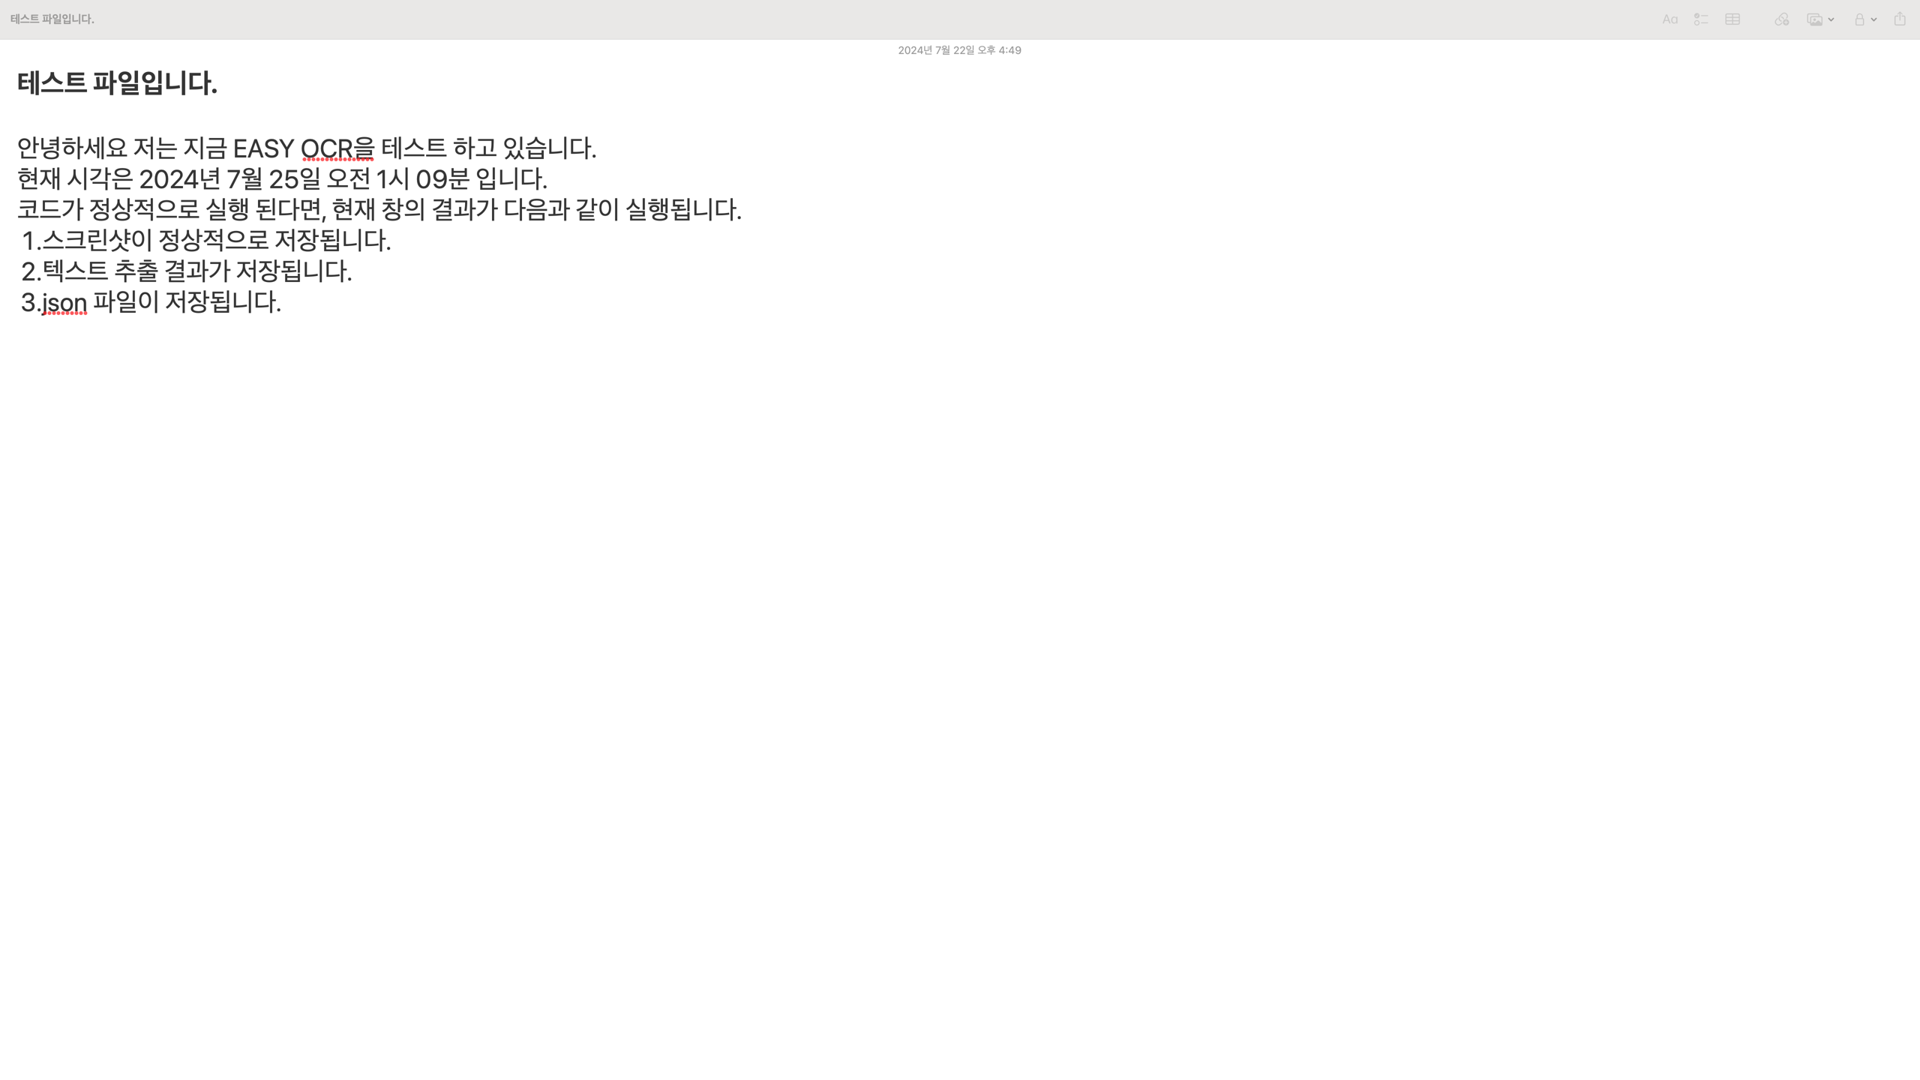 테스트 파일입니다.
Aa
2024년 7월 22일 오후 4:49
테스트 파일입니다.
안녕하세요 저는 지금 EASY OCR을 테스트 하고 있습니다.
현재 시각은 2024년 7월 25일 오전 1시 09분 입니다.
코드가 정상적으로 실행 된다면, 현재 창의 결과가 다음과 같이 실행됩니다.
1.스크린샷이 정상적으로 저장됩니다.
2.텍스트 추출 결과가 저장됩니다.
3.json 파일이 저장됩니다.